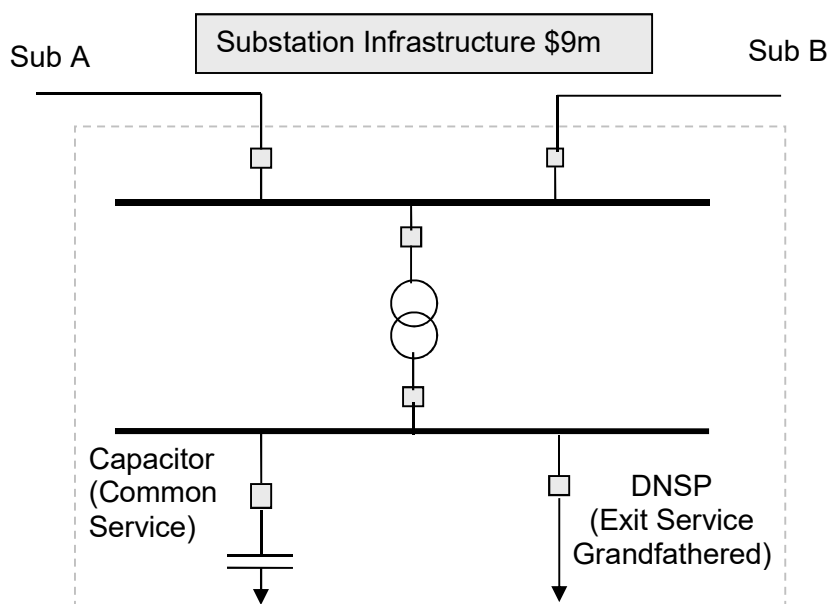 Substation Infrastructure $9m
Sub A
Sub B
Capacitor
(Common
Service)
DNSP
(Exit Service
Grandfathered)